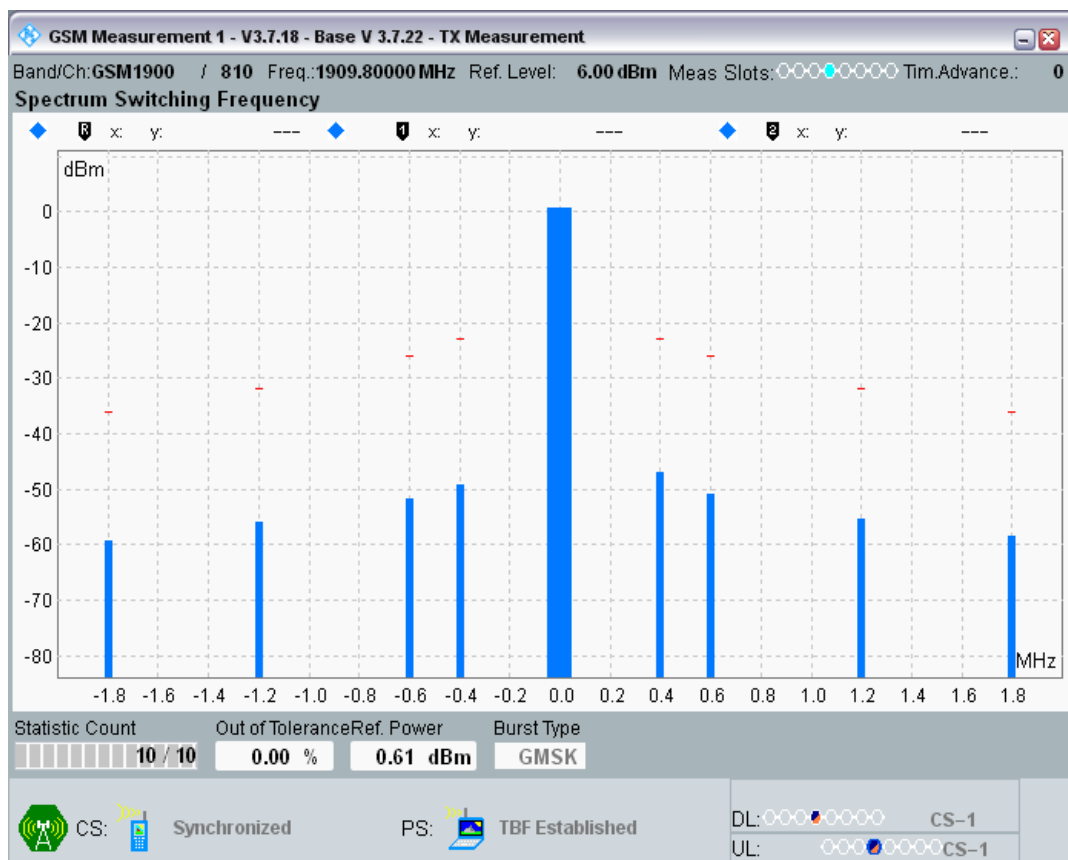 GSM Measurement 1 - V3.7.18 - Base V 3.7.22 - TX Measurement
Band/Ch:GSM1900 / 810 Freq.:1909.80000 MHz Ref. Level: 6.00 dBm Meas Slots: Tim.Advance.: 0
Spectrum Switching Frequency
R x: y: --- 1 x: y: --- 2 x: y: ---
dBm
0
-10
-20
-30
-40
-50
-60
-70
-80
MHz
-1.8 -1.6 -1.4 -1.2 -1.0 -0.8 -0.6 -0.4 -0.2 0.0 0.2 0.4 0.6 0.8 1.0 1.2 1.4 1.6 1.8
Statistic Count Out of Tolerance Ref. Power Burst Type
10 / 10 0.00 % 0.61 dBm GMSK
CS: Synchronized PS: TBF Established
DL: CS-1
UL: CS-1